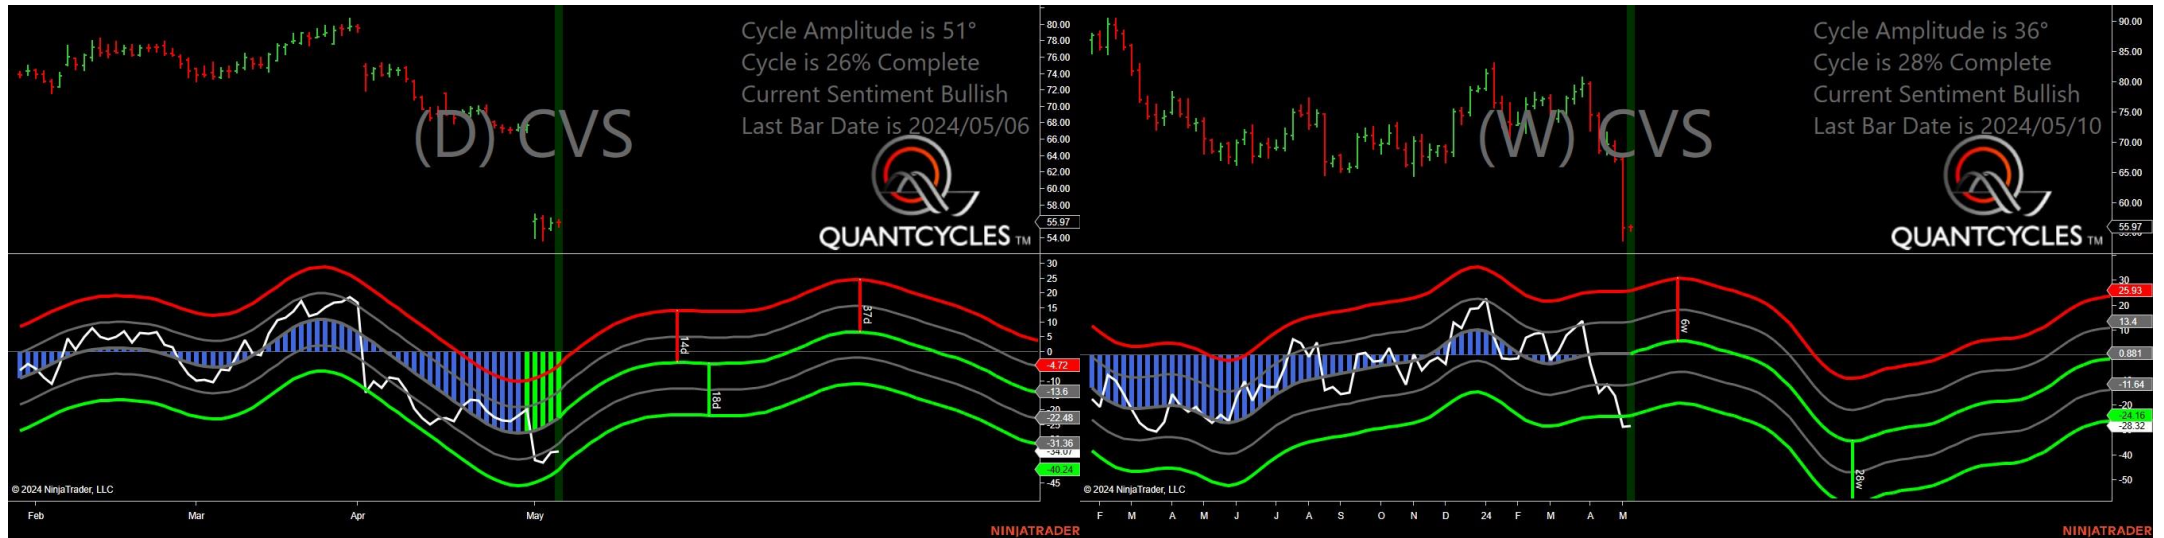 Cycle Amplitude is 51°
Cycle is 26% Complete
Current Sentiment Bullish
Last Bar Date is 2024/05/06
(D) CVS
QUANTCYCLES TM
80.00
78.00
76.00
74.00
72.00
70.00
68.00
66.00
64.00
62.00
60.00
58.00
55.97
54.00
30
25
20
15
10
5
0
-4.72
-10
-13.6
-22.48
-25
-31.36
-34.07
-40.24
-45
14d
18d
37d
© 2024 NinjaTrader, LLC
Feb
Mar
Apr
May
NINJATRADER
Cycle Amplitude is 36°
Cycle is 28% Complete
Current Sentiment Bullish
Last Bar Date is 2024/05/10
(W) CVS
QUANTCYCLES TM
90.00
85.00
80.00
75.00
70.00
65.00
60.00
55.97
30
25.93
20
13.4
10
0.881
-11.64
-20
-24.16
-28.32
-40
-50
6w
28w
© 2024 NinjaTrader, LLC
F M A M J J A S O N D 24 F M A M
NINJATRADER